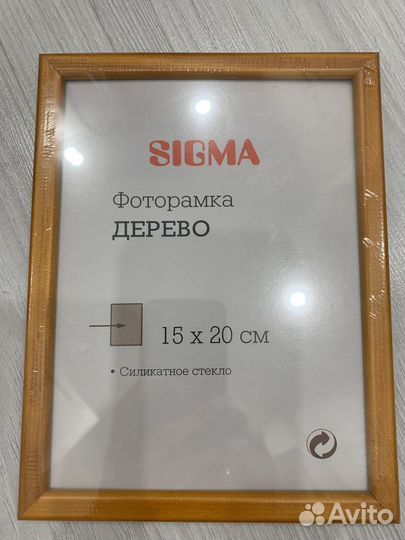 SIGMA
Фоторамка
ДЕРЕВО
15 x 20 см
• Силикатное стекло
Avito